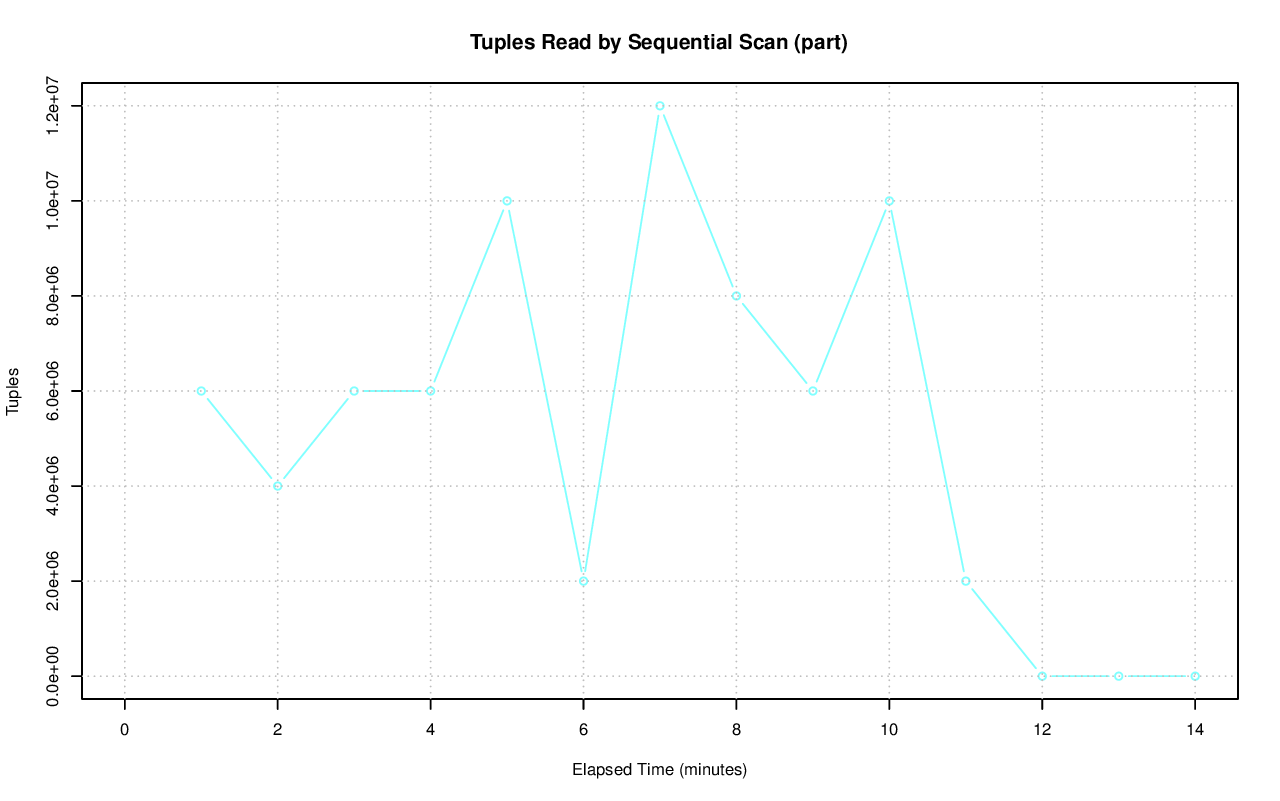 Tuples Read by Sequential Scan (part)
Tuples
1.2e+07
1.0e+07
8.0e+06
6.0e+06
4.0e+06
2.0e+06
0.0e+00
0 2 4 6 8 10 12 14
Elapsed Time (minutes)